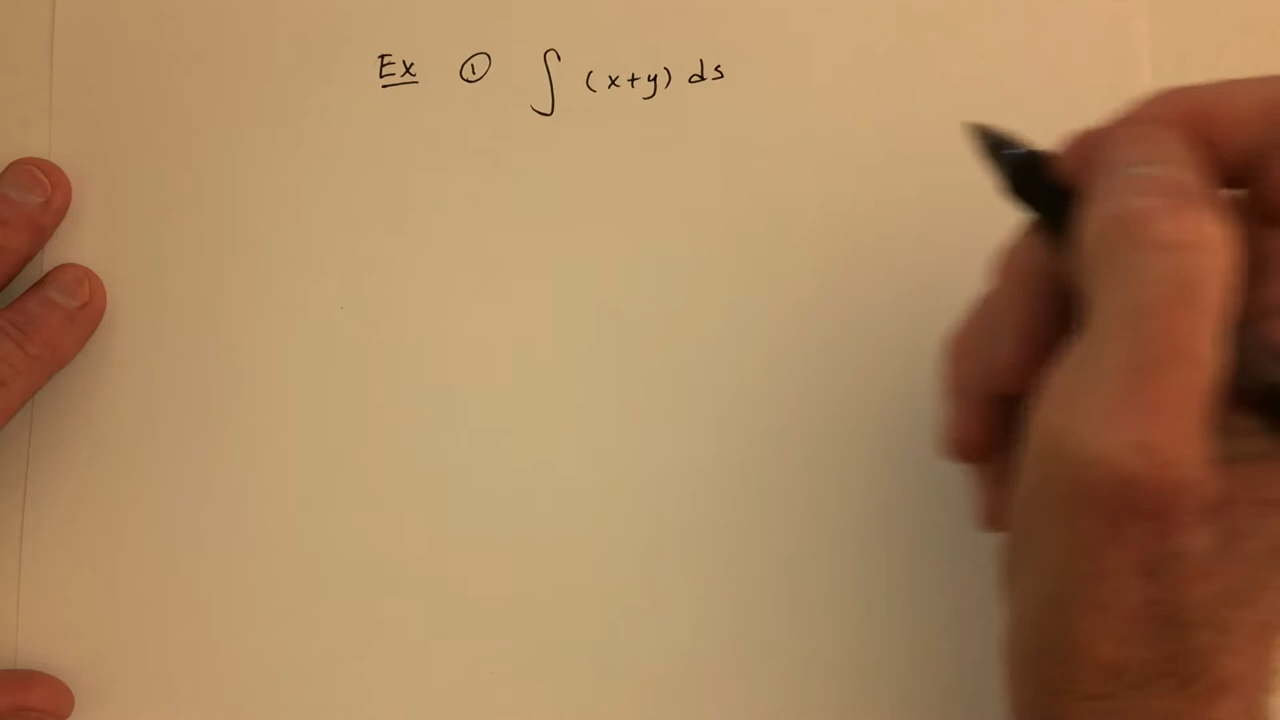 Ex ① ∫ (x+y) ds